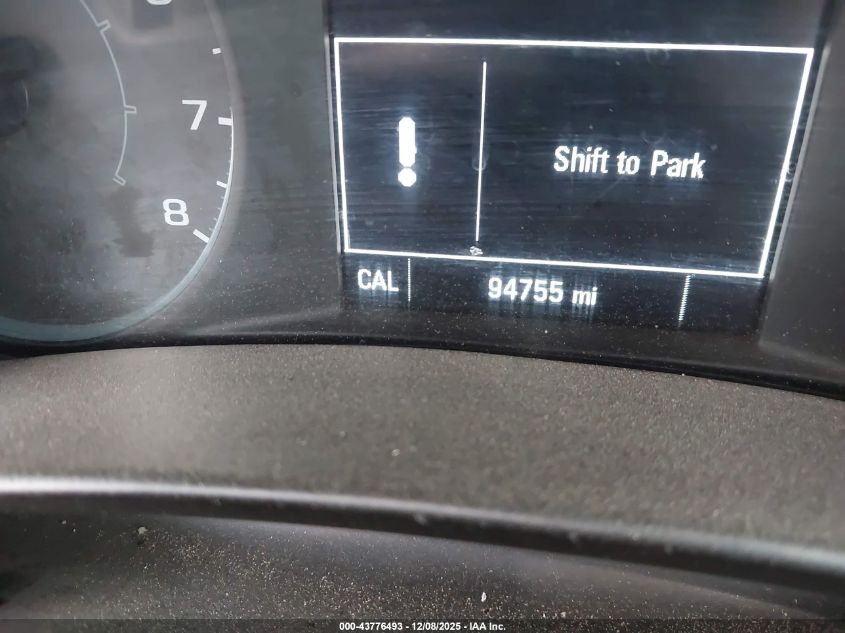 7
8
!
Shift to Park
CAL
94755 mi
000-43776493 - 12/08/2025 - IAA Inc.